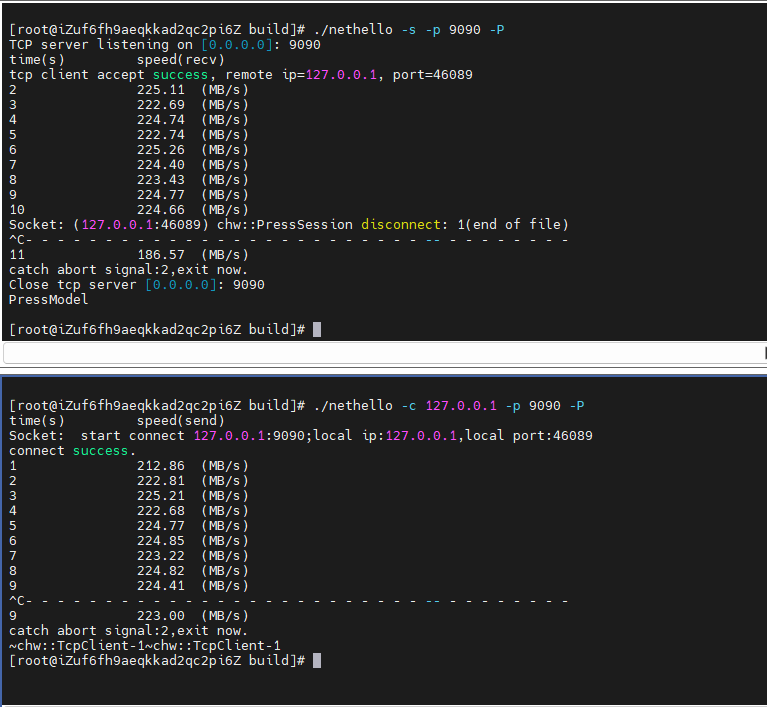 [root@iZuf6fh9aeqkkad2qc2pi6Z build]# ./nethello -s -p 9090 -P
TCP server listening on [0.0.0.0]: 9090
time(s)         speed(recv)
tcp client accept success, remote ip=127.0.0.1, port=46089
2               225.11  (MB/s)
3               222.69  (MB/s)
4               224.74  (MB/s)
5               222.74  (MB/s)
6               225.26  (MB/s)
7               224.40  (MB/s)
8               223.43  (MB/s)
9               224.77  (MB/s)
10              224.66  (MB/s)
Socket: (127.0.0.1:46089) chw::PressSession disconnect: 1(end of file)
^C- - - - - - - - - - - - - - - - - - - - - - - - - -- - - - - - - - - -
11              186.57  (MB/s)
catch abort signal:2,exit now.
Close tcp server [0.0.0.0]: 9090
PressModel
[root@iZuf6fh9aeqkkad2qc2pi6Z build]#
[root@iZuf6fh9aeqkkad2qc2pi6Z build]# ./nethello -c 127.0.0.1 -p 9090 -P
time(s)         speed(send)
Socket:  start connect 127.0.0.1:9090;local ip:127.0.0.1,local port:46089
connect success.
1               212.86  (MB/s)
2               222.81  (MB/s)
3               225.21  (MB/s)
4               222.68  (MB/s)
5               224.77  (MB/s)
6               224.85  (MB/s)
7               223.22  (MB/s)
8               224.82  (MB/s)
9               224.41  (MB/s)
^C- - - - - - - - - - - - - - - - - - - - - - - - - -- - - - - - - - - -
9               223.00  (MB/s)
catch abort signal:2,exit now.
~chw::TcpClient-1~chw::TcpClient-1
[root@iZuf6fh9aeqkkad2qc2pi6Z build]#